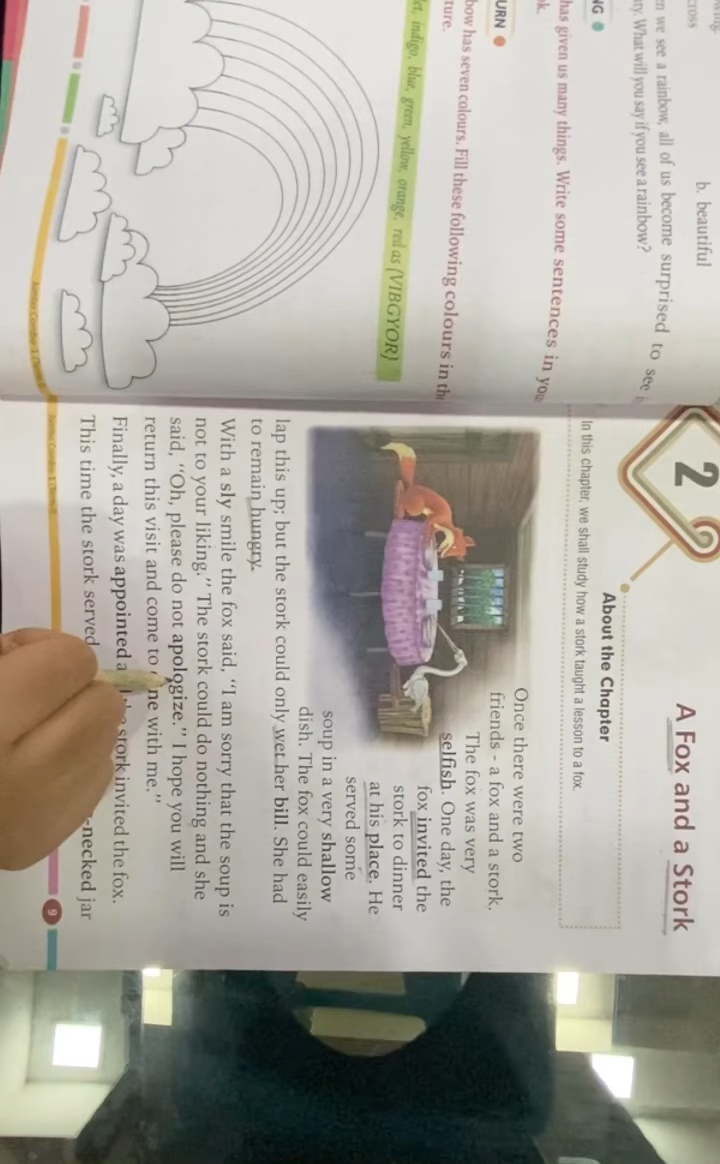 b. beautiful
we see a rainbow, all of us become surprised to see
What will you say if you see a rainbow?
has given us many things. Write some sentences in
URN
has seven colours. Fill these following colours in the
ture.
indigo, blue, green, yellow, orange, red as (VIBGYOR)
2
A Fox and a Stork
About the Chapter
In this chapter, we shall study how a stork taught a lesson to a fox.
Once there were two
friends - a fox and a stork.
The fox was very
selfish. One day, the
fox invited the
stork to dinner
at his place. He
served some
soup in a very shallow
dish. The fox could easily
lap this up; but the stork could only wet her bill. She had
to remain hungry.
With a sly smile the fox said, “I am sorry that the soup is
not to your liking.” The stork could do nothing and she
said, “Oh, please do not apologize.” I hope you will
return this visit and come to me with me.”
Finally, a day was appointed stork invited the fox.
This time the stork served -necked jar
9